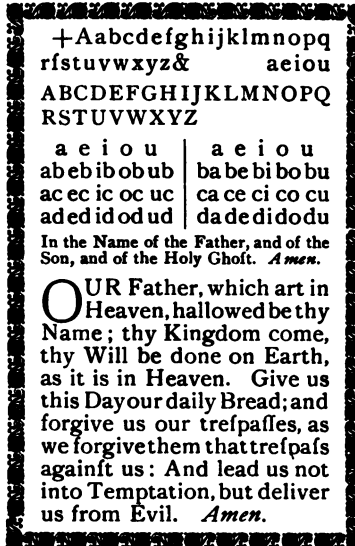 +Aabcdefghijklmnopq
rſstuvwxyz& aeiou
ABCDEFGHIJKLMNOPQ
RSTUVWXYZ
a e i o u a e i o u
ab eb ib ob ub ba be bi bo bu
ac ec ic oc uc ca ce ci co cu
ad ed id od ud da de di do du
In the Name of the Father, and of the
Son, and of the Holy Ghoſt. Amen.
OUR Father, which art in
Heaven, hallowed be thy
Name; thy Kingdom come,
thy Will be done on Earth,
as it is in Heaven. Give us
this Day our daily Bread; and
forgive us our treſpaſſes, as
we forgive them that treſpaſs
againſt us: And lead us not
into Temptation, but deliver
us from Evil. Amen.